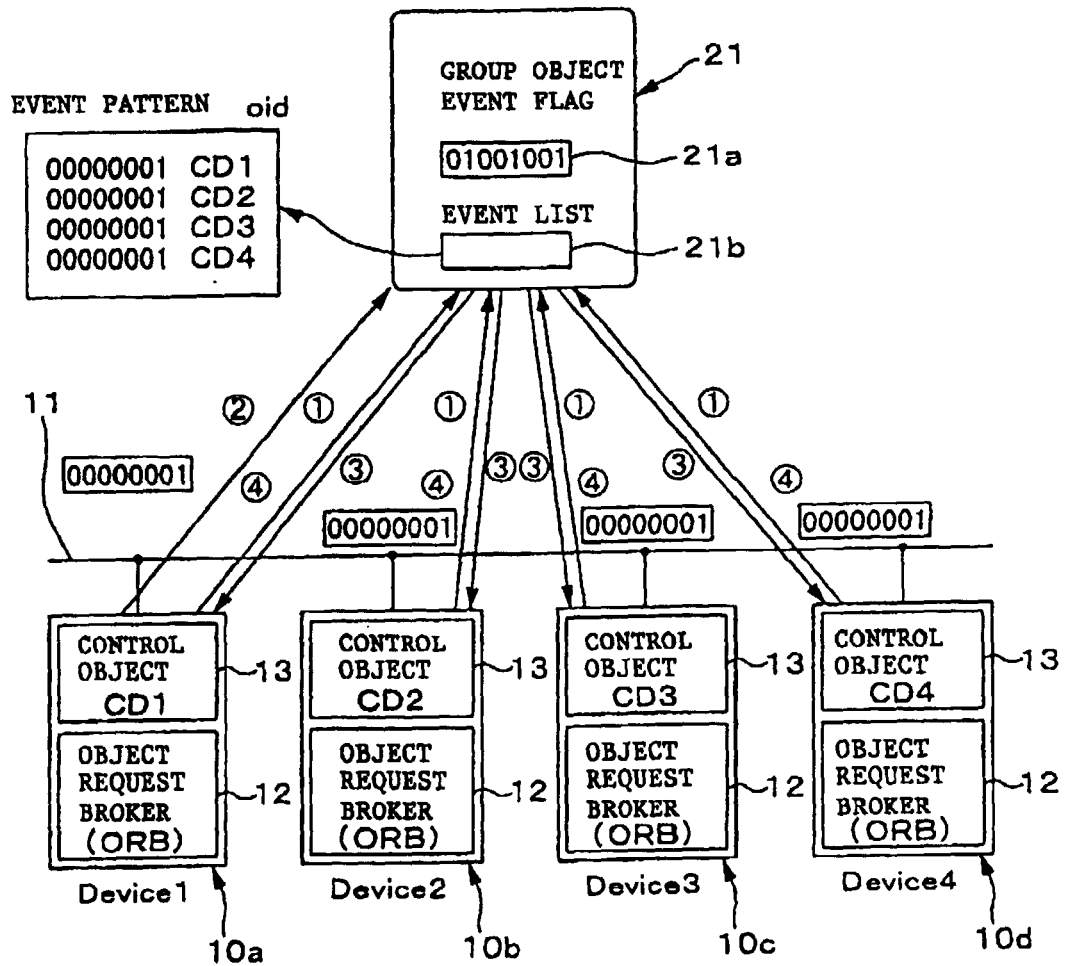 GROUP OBJECT
EVENT FLAG
21
EVENT PATTERN oid
01001001
21a
00000001 CD1
00000001 CD2
00000001 CD3
00000001 CD4
EVENT LIST
21b
11
② ① ① ① ①
00000001
④ ③ ④ ③ ③ ④ ③ ④
00000001
00000001
00000001
CONTROL
OBJECT
CD1
13
CONTROL
OBJECT
CD2
13
CONTROL
OBJECT
CD3
13
CONTROL
OBJECT
CD4
13
OBJECT
REQUEST
BROKER
(ORB)
12
OBJECT
REQUEST
BROKER
(ORB)
12
OBJECT
REQUEST
BROKER
(ORB)
12
OBJECT
REQUEST
BROKER
(ORB)
12
Device1
Device2
Device3
Device4
10a
10b
10c
10d